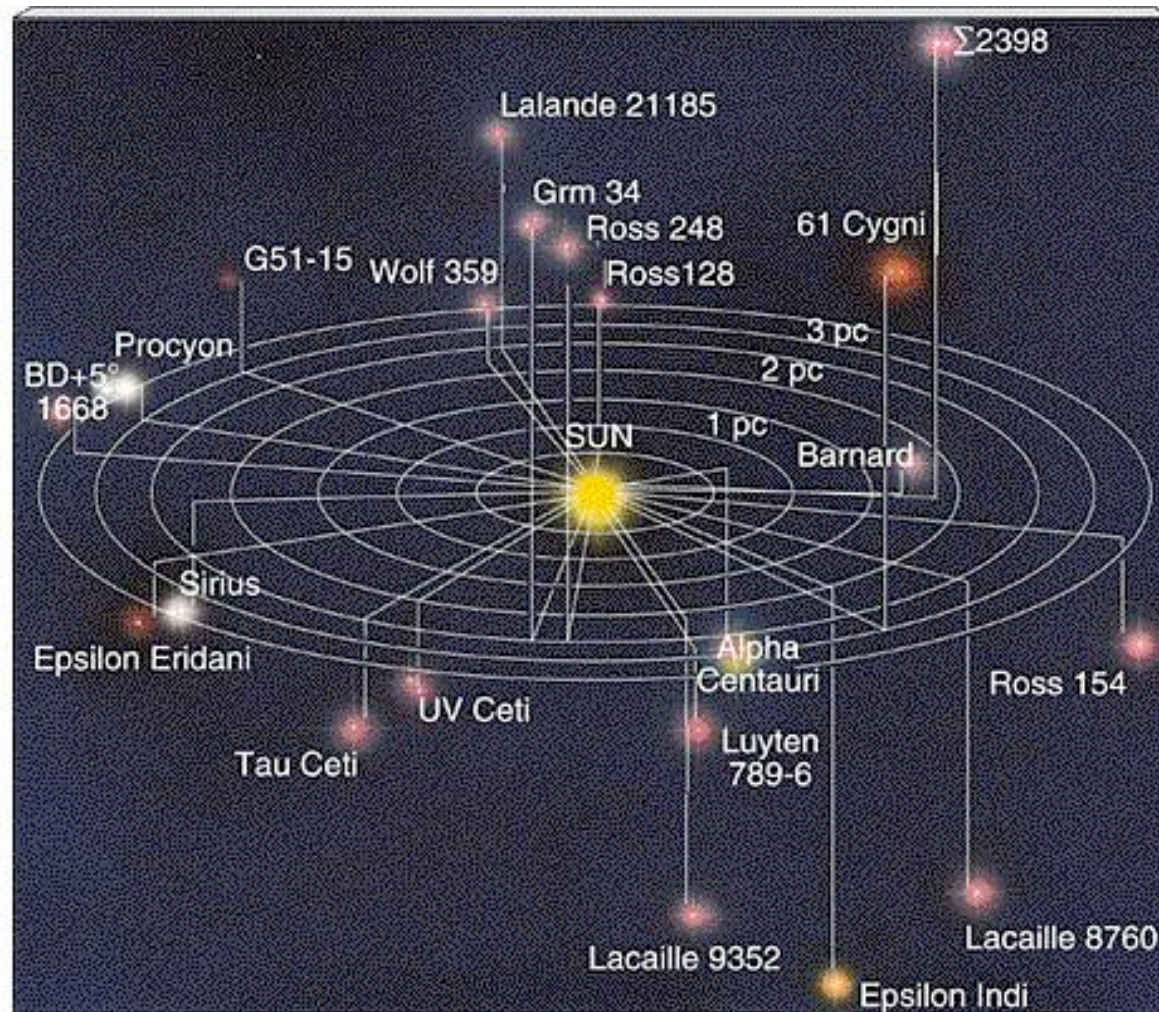 ∑2398
Lalande 21185
Grm 34
Ross 248
61 Cygni
G51-15
Wolf 359
Ross128
Procyon
3 pc
BD+5°
1668
2 pc
1 pc
SUN
Barnard
Sirius
Epsilon Eridani
Alpha
Centauri
Ross 154
UV Ceti
Tau Ceti
Luyten
789-6
Lacaille 9352
Lacaille 8760
Epsilon Indi